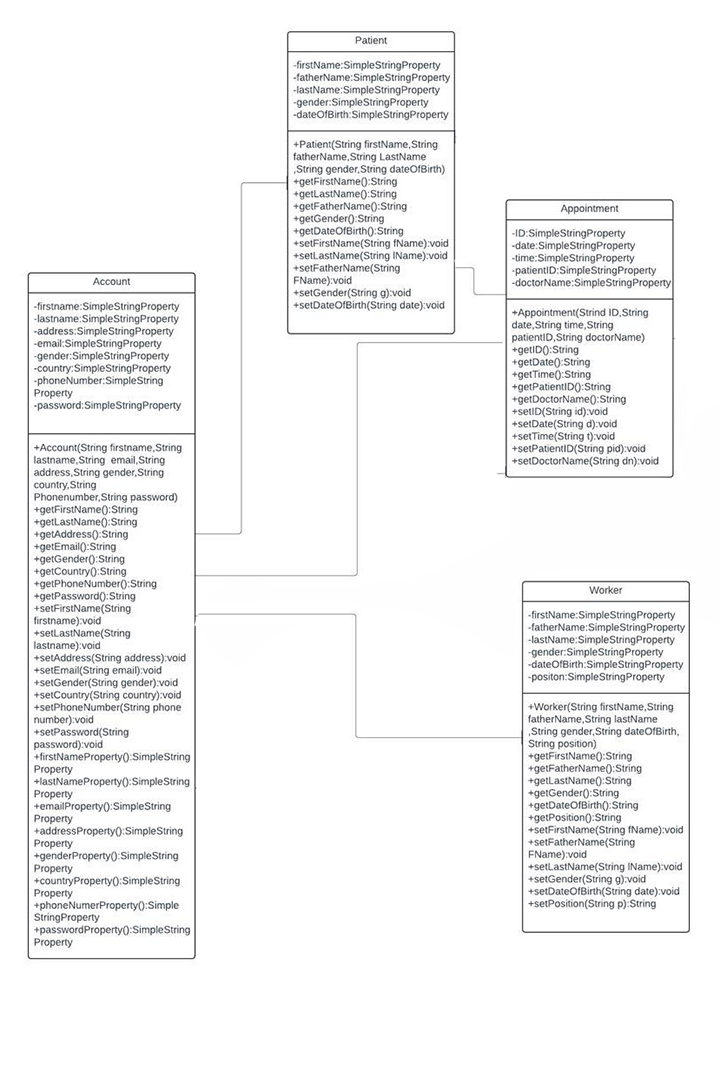 Patient
-firstName:SimpleStringProperty
-fatherName:SimpleStringProperty
-lastName:SimpleStringProperty
-gender:SimpleStringProperty
-dateOfBirth:SimpleStringProperty
+Patient(String firstName,String
fatherName,String LastName
,String gender,String dateOfBirth)
+getFirstName():String
+getLastName():String
+getFatherName():String
+getGender():String
+getDateOfBirth():String
+setFirstName(String fName):void
+setLastName(String lName):void
+setFatherName(String
FName):void
+setGender(String g):void
+setDateOfBirth(String date):void
Appointment
-ID:SimpleStringProperty
-date:SimpleStringProperty
-time:SimpleStringProperty
-patientID:SimpleStringProperty
-doctorName:SimpleStringProperty
+Appointment(Strind ID,String
date,String time,String
patientID,String doctorName)
+getID():String
+getDate():String
+getTime():String
+getPatientID():String
+getDoctorName():String
+setID(String id):void
+setDate(String d):void
+setTime(String t):void
+setPatientID(String pid):void
+setDoctorName(String dn):void
Account
-firstname:SimpleStringProperty
-lastname:SimpleStringProperty
-address:SimpleStringProperty
-email:SimpleStringProperty
-gender:SimpleStringProperty
-country:SimpleStringProperty
-phoneNumber:SimpleString
Property
-password:SimpleStringProperty
+Account(String firstname,String
lastname,String  email,String
address,String gender,String
country,String
Phonenumber,String password)
+getFirstName():String
+getLastName():String
+getAddress():String
+getEmail():String
+getGender():String
+getCountry():String
+getPhoneNumber():String
+getPassword():String
+setFirstName(String
firstname):void
+setLastName(String
lastname):void
+setAddress(String address):void
+setEmail(String email):void
+setGender(String gender):void
+setCountry(String country):void
+setPhoneNumber(String phone
number):void
+setPassword(String
password):void
+firstNameProperty():SimpleString
Property
+lastNameProperty():SimpleString
Property
+emailProperty():SimpleString
Property
+addressProperty():SimpleString
Property
+genderProperty():SimpleString
Property
+countryProperty():SimpleString
Property
+phoneNumerProperty():Simple
StringProperty
+passwordProperty():SimpleString
Property
Worker
-firstName:SimpleStringProperty
-fatherName:SimpleStringProperty
-lastName:SimpleStringProperty
-gender:SimpleStringProperty
-dateOfBirth:SimpleStringProperty
-positon:SimpleStringProperty
+Worker(String firstName,String
fatherName,String lastName
,String gender,String dateOfBirth,
String position)
+getFirstName():String
+getFatherName():String
+getLastName():String
+getGender():String
+getDateOfBirth():String
+getPosition():String
+setFirstName(String fName):void
+setFatherName(String
FName):void
+setLastName(String lName):void
+setGender(String g):void
+setDateOfBirth(String date):void
+setPosition(String p):String